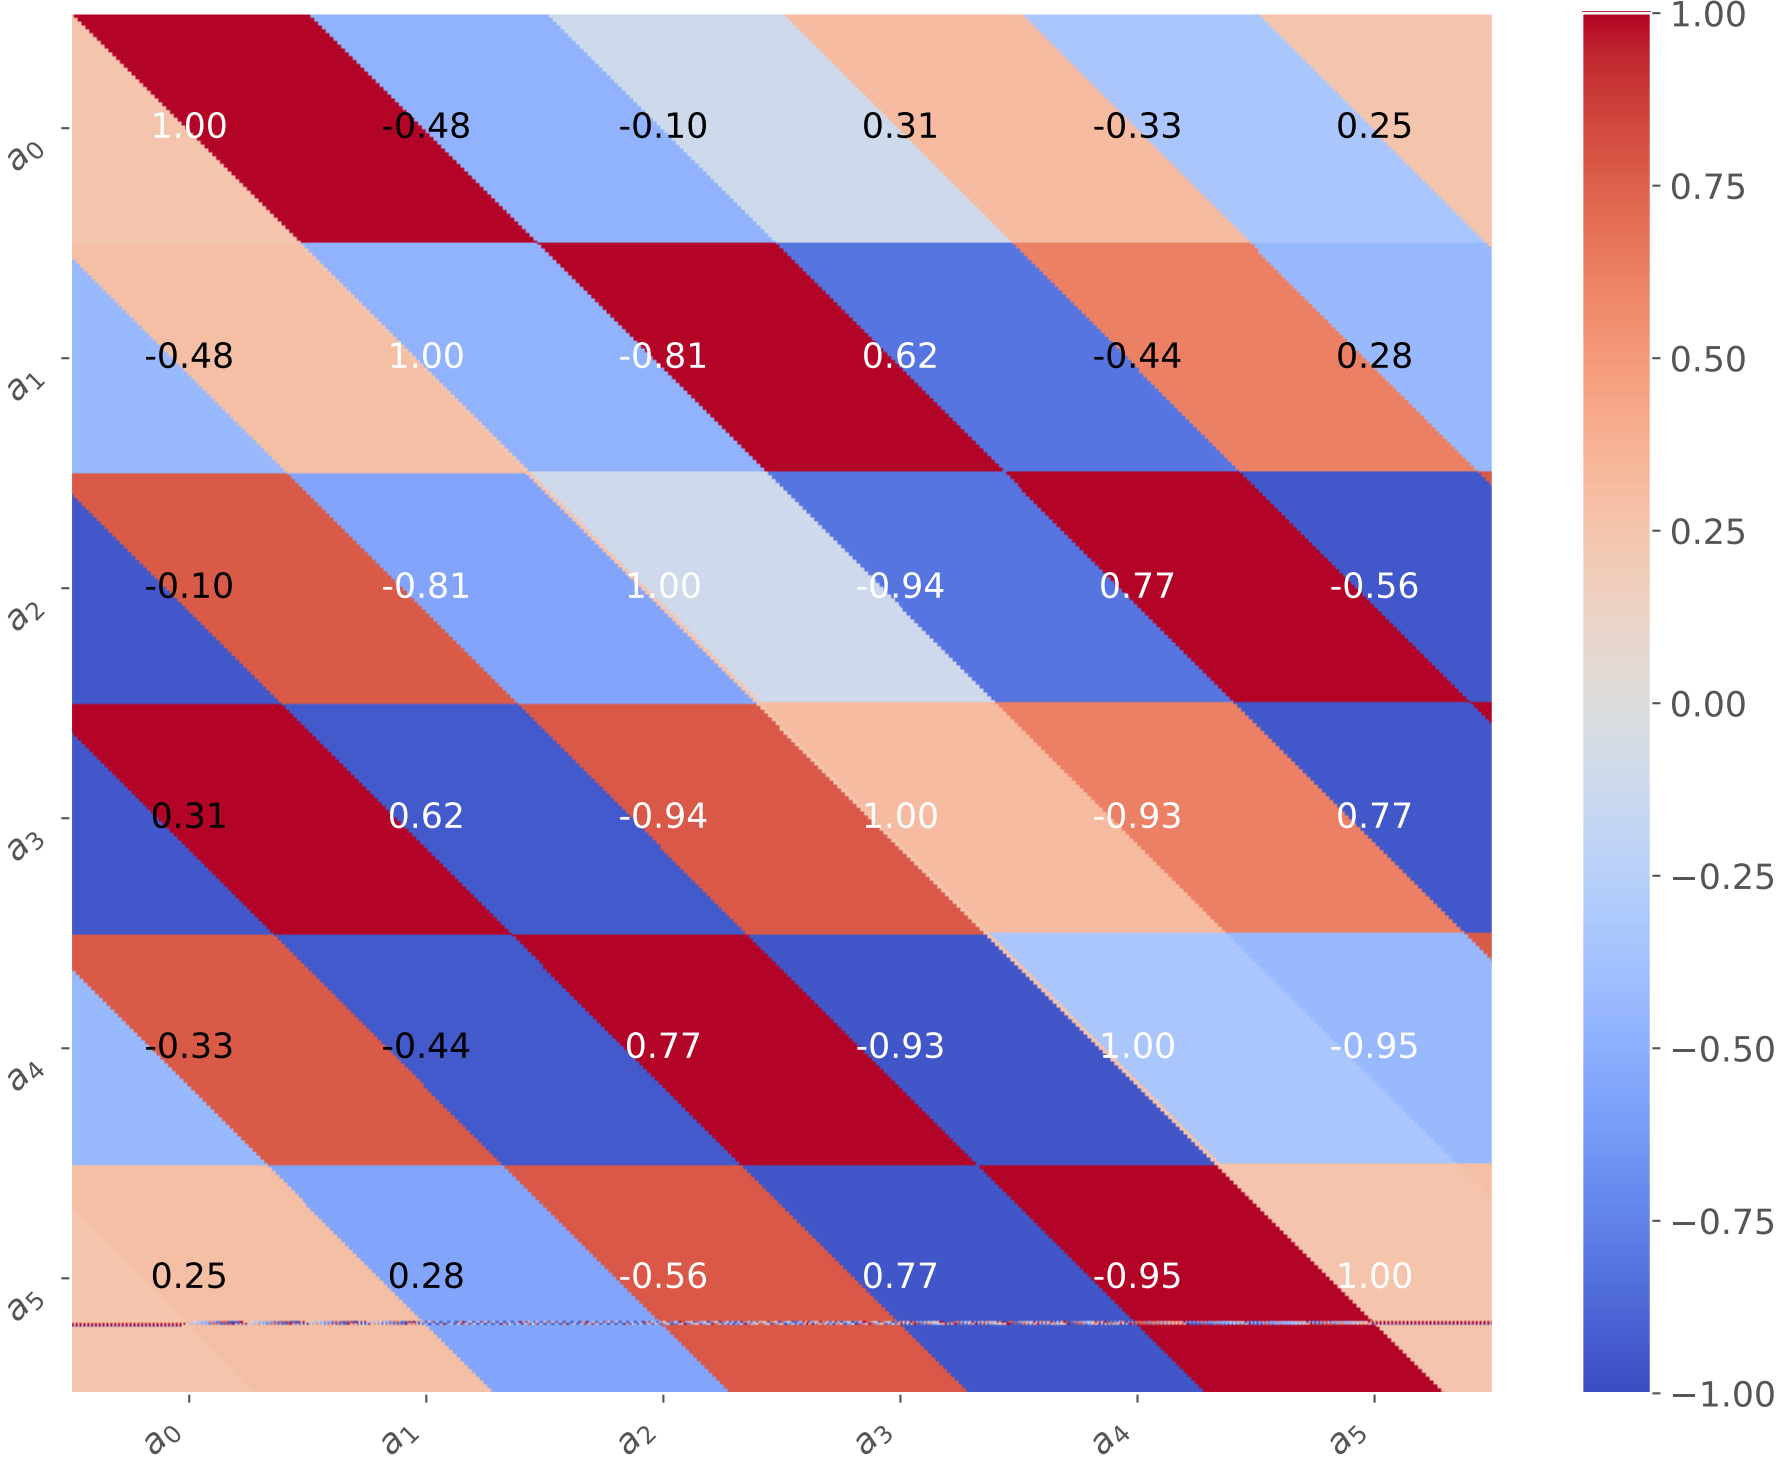 1.00
a0 1.00 -0.48 -0.10 0.31 -0.33 0.25
0.75
a1 -0.48 1.00 -0.81 0.62 -0.44 0.28
0.50
0.25
a2 -0.10 -0.81 1.00 -0.94 0.77 -0.56
0.00
a3 0.31 0.62 -0.94 1.00 -0.93 0.77
−0.25
a4 -0.33 -0.44 0.77 -0.93 1.00 -0.95
−0.50
−0.75
a5 0.25 0.28 -0.56 0.77 -0.95 1.00
−1.00
a0 a1 a2 a3 a4 a5